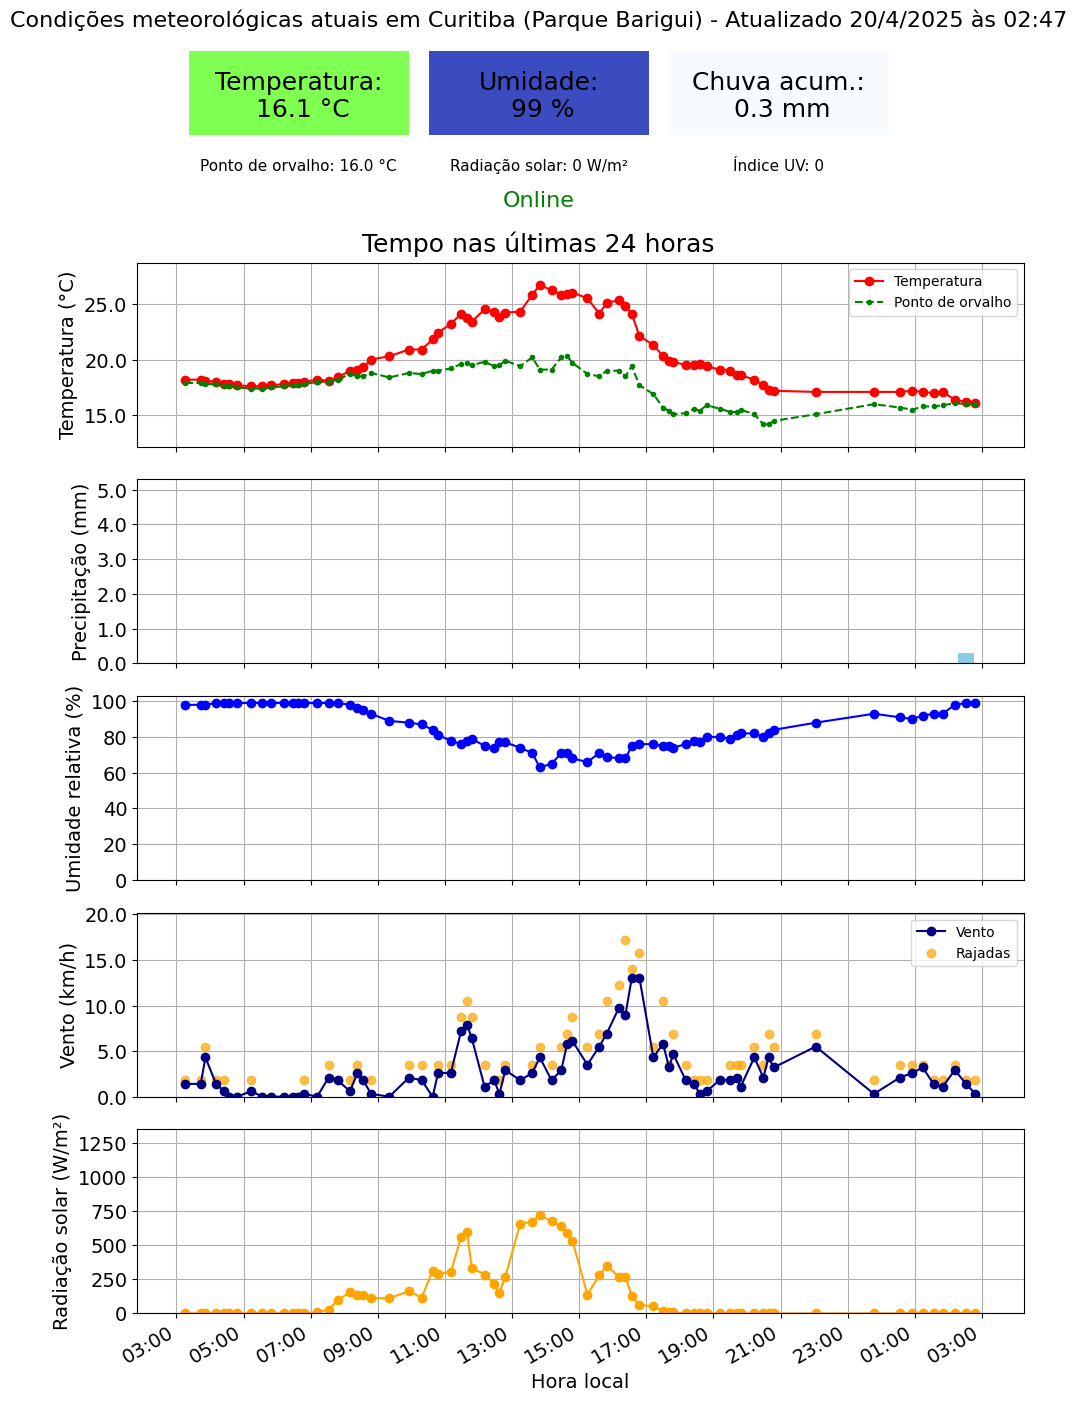 Condições meteorológicas atuais em Curitiba (Parque Barigui) - Atualizado 20/4/2025 às 02:47
Temperatura:
16.1 °C
Umidade:
99 %
Chuva acum.:
0.3 mm
Ponto de orvalho: 16.0 °C
Radiação solar: 0 W/m²
Índice UV: 0
Online
Tempo nas últimas 24 horas
Temperatura (°C)
25.0
20.0
15.0
Temperatura
Ponto de orvalho
Precipitação (mm)
5.0
4.0
3.0
2.0
1.0
0.0
Umidade relativa (%)
100
80
60
40
20
0
Vento (km/h)
20.0
15.0
10.0
5.0
0.0
Vento
Rajadas
Radiação solar (W/m²)
1250
1000
750
500
250
0
03:00 05:00 07:00 09:00 11:00 13:00 15:00 17:00 19:00 21:00 23:00 01:00 03:00
Hora local